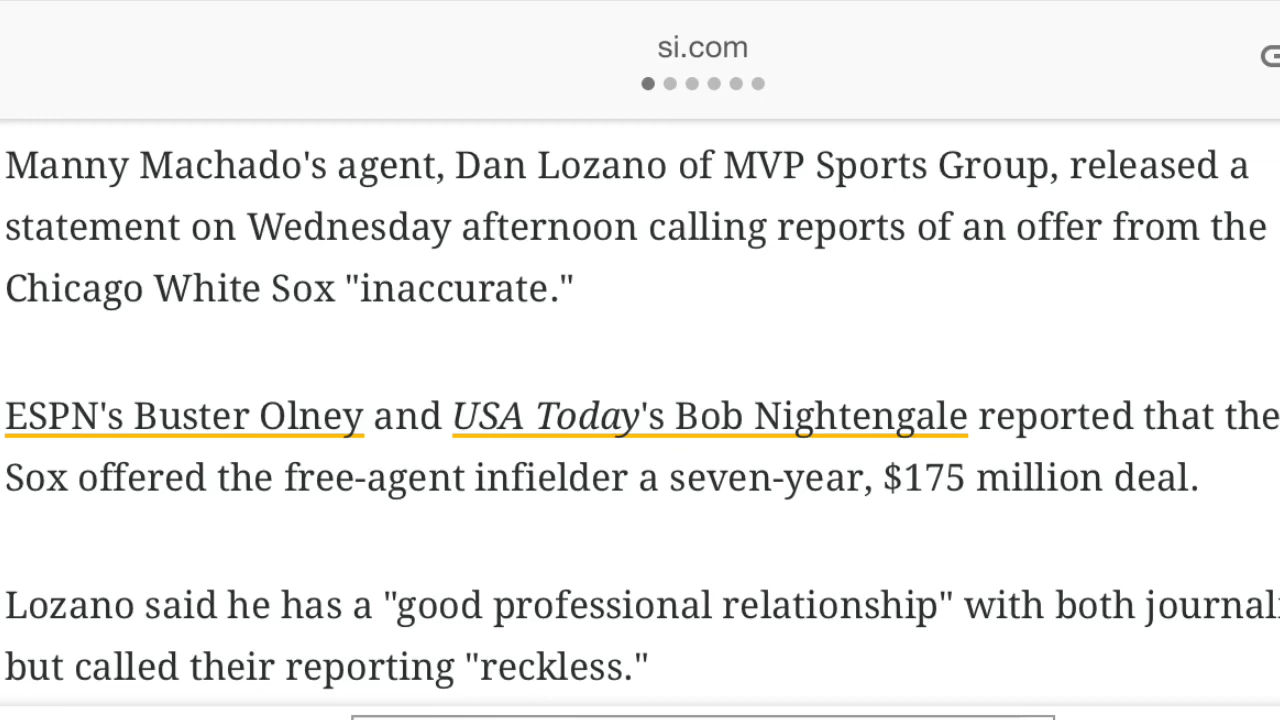 si.com
Manny Machado's agent, Dan Lozano of MVP Sports Group, released a
statement on Wednesday afternoon calling reports of an offer from the
Chicago White Sox "inaccurate."
ESPN's Buster Olney and USA Today's Bob Nightengale reported that the
Sox offered the free-agent infielder a seven-year, $175 million deal.
Lozano said he has a "good professional relationship" with both
but called their reporting "reckless."